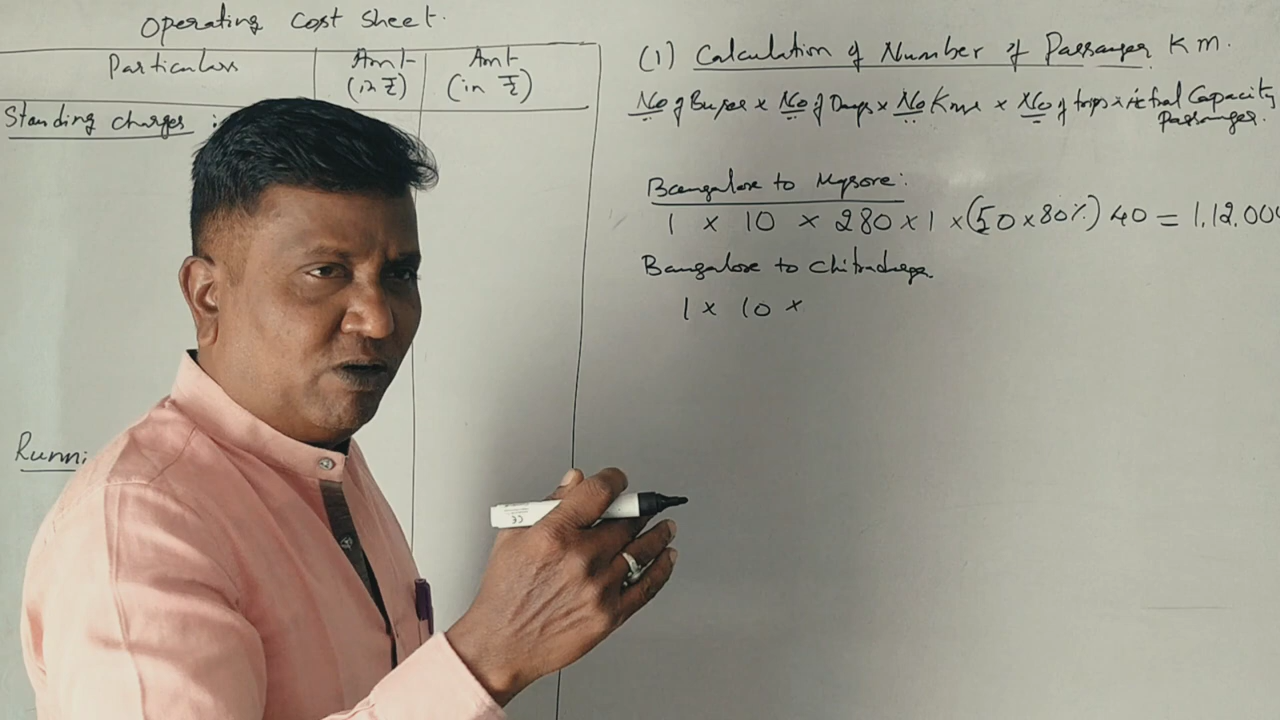 Operating Cost Sheet.
Particulars
Amt (in ₹)
Amt (in ₹)
Standing charges :
Runni
(1) Calculation of Number of Passanger KM.
No of Buses × No of Days × No Kms × No of trips × Actual Capacity
Passanger.
Bangalore to Mysore:
1 × 10 × 280 × 1 × (50×80%) 40 = 1,12,000
Bangalore to Chitradurga
1 × 10 ×